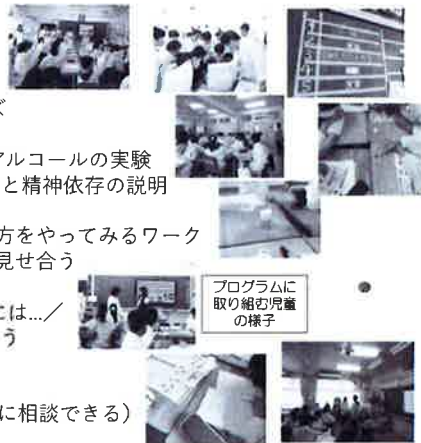 ズ
アルコールの実験
と精神依存の説明
方をやってみるワーク
見せ合う
プログラムに
取り組む児童
の様子
には…／
う
に相談できる）